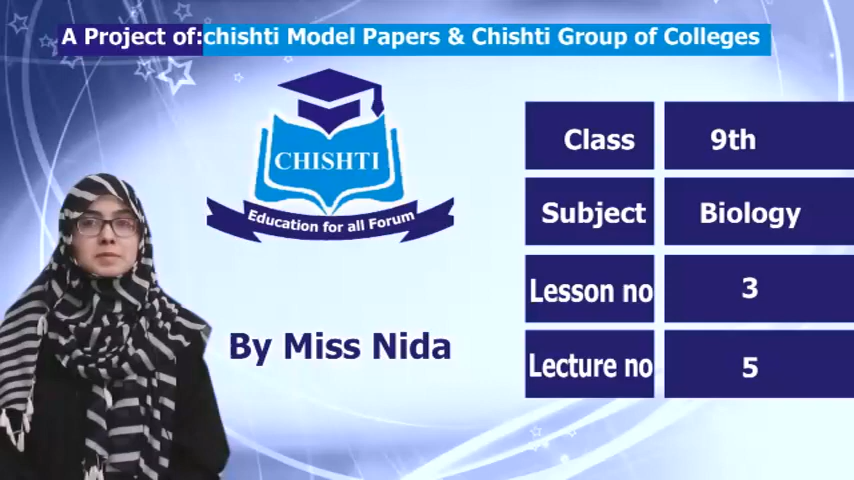 A Project of:chishti Model Papers & Chishti Group of Colleges
CHISHTI
Education for all Forum
By Miss Nida
Class 9th
Subject Biology
Lesson no 3
Lecture no 5